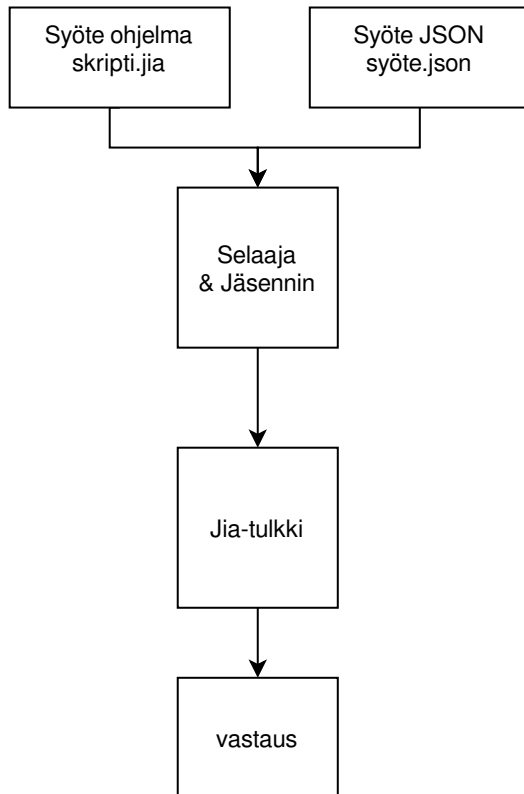 Syöte ohjelma
skripti.jia
Syöte JSON
syöte.json
Selaaja
& Jäsennin
Jia-tulkki
vastaus